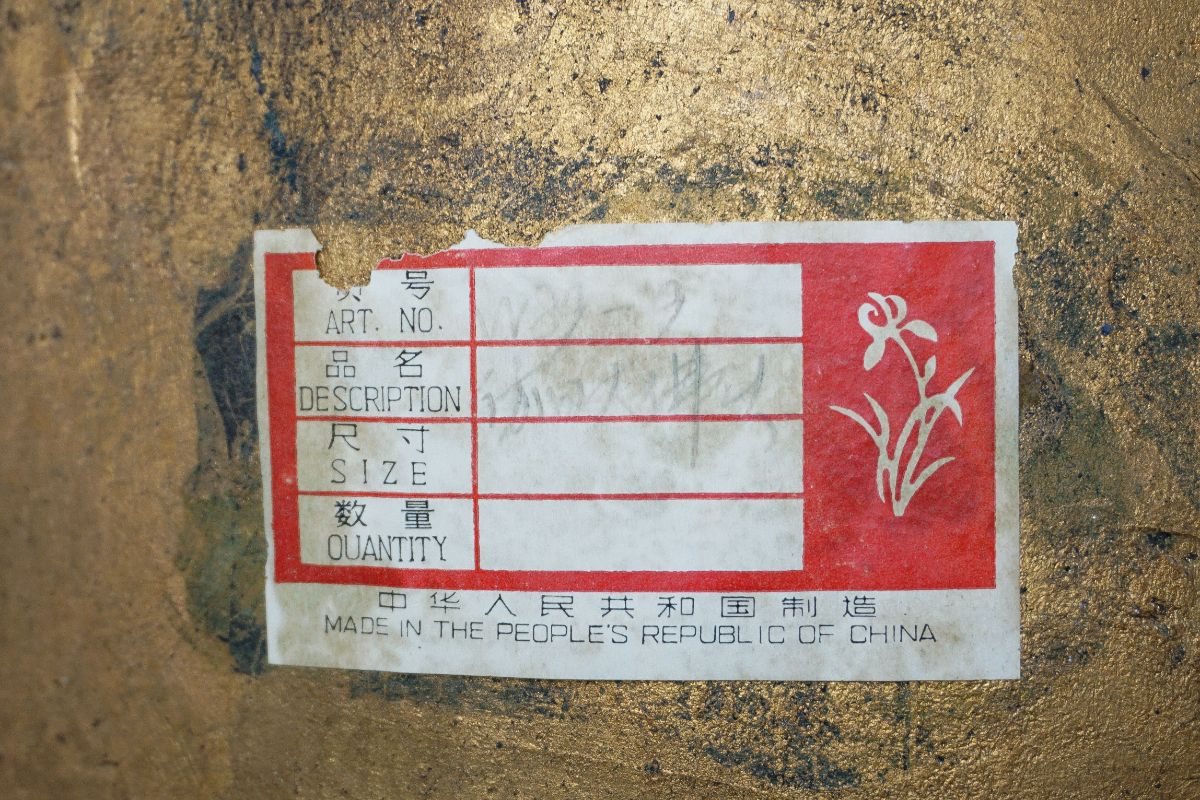 号
ART. NO.
品 名
DESCRIPTION
尺 寸
SIZE
数 量
QUANTITY
中华人民共和国制造
MADE IN THE PEOPLE'S REPUBLIC OF CHINA